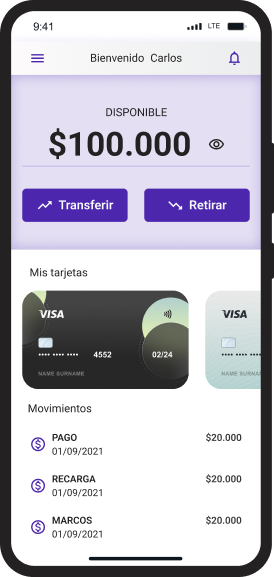 9:41 LTE
Bienvenido Carlos
DISPONIBLE
$100.000
Transferir Retirar
Mis tarjetas
VISA VISA
•••• •••• •••• 4552 02/24 •••• ••••
NAME SURNAME NAME SURNA
Movimientos
PAGO $20.000
01/09/2021
RECARGA $20.000
01/09/2021
MARCOS $20.000
01/09/2021